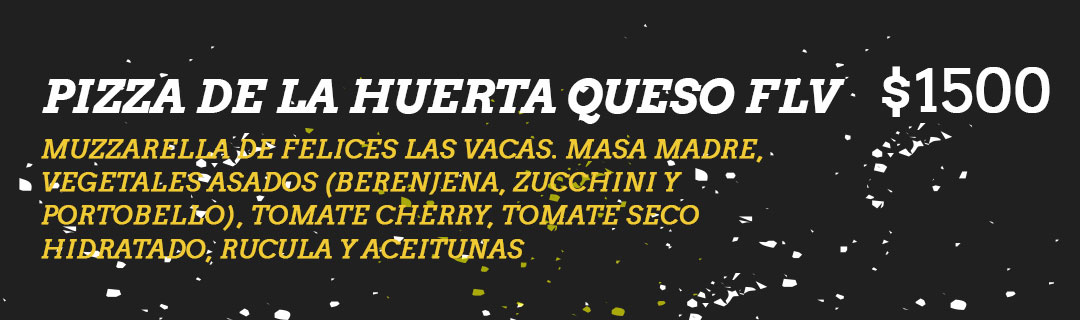 PIZZA DE LA HUERTA QUESO FLV $1500
MUZZARELLA DE FELICES LAS VACAS. MASA MADRE,
VEGETALES ASADOS (BERENJENA, ZUCCHINI Y
PORTOBELLO), TOMATE CHERRY, TOMATE SECO
HIDRATADO, RUCULA Y ACEITUNAS